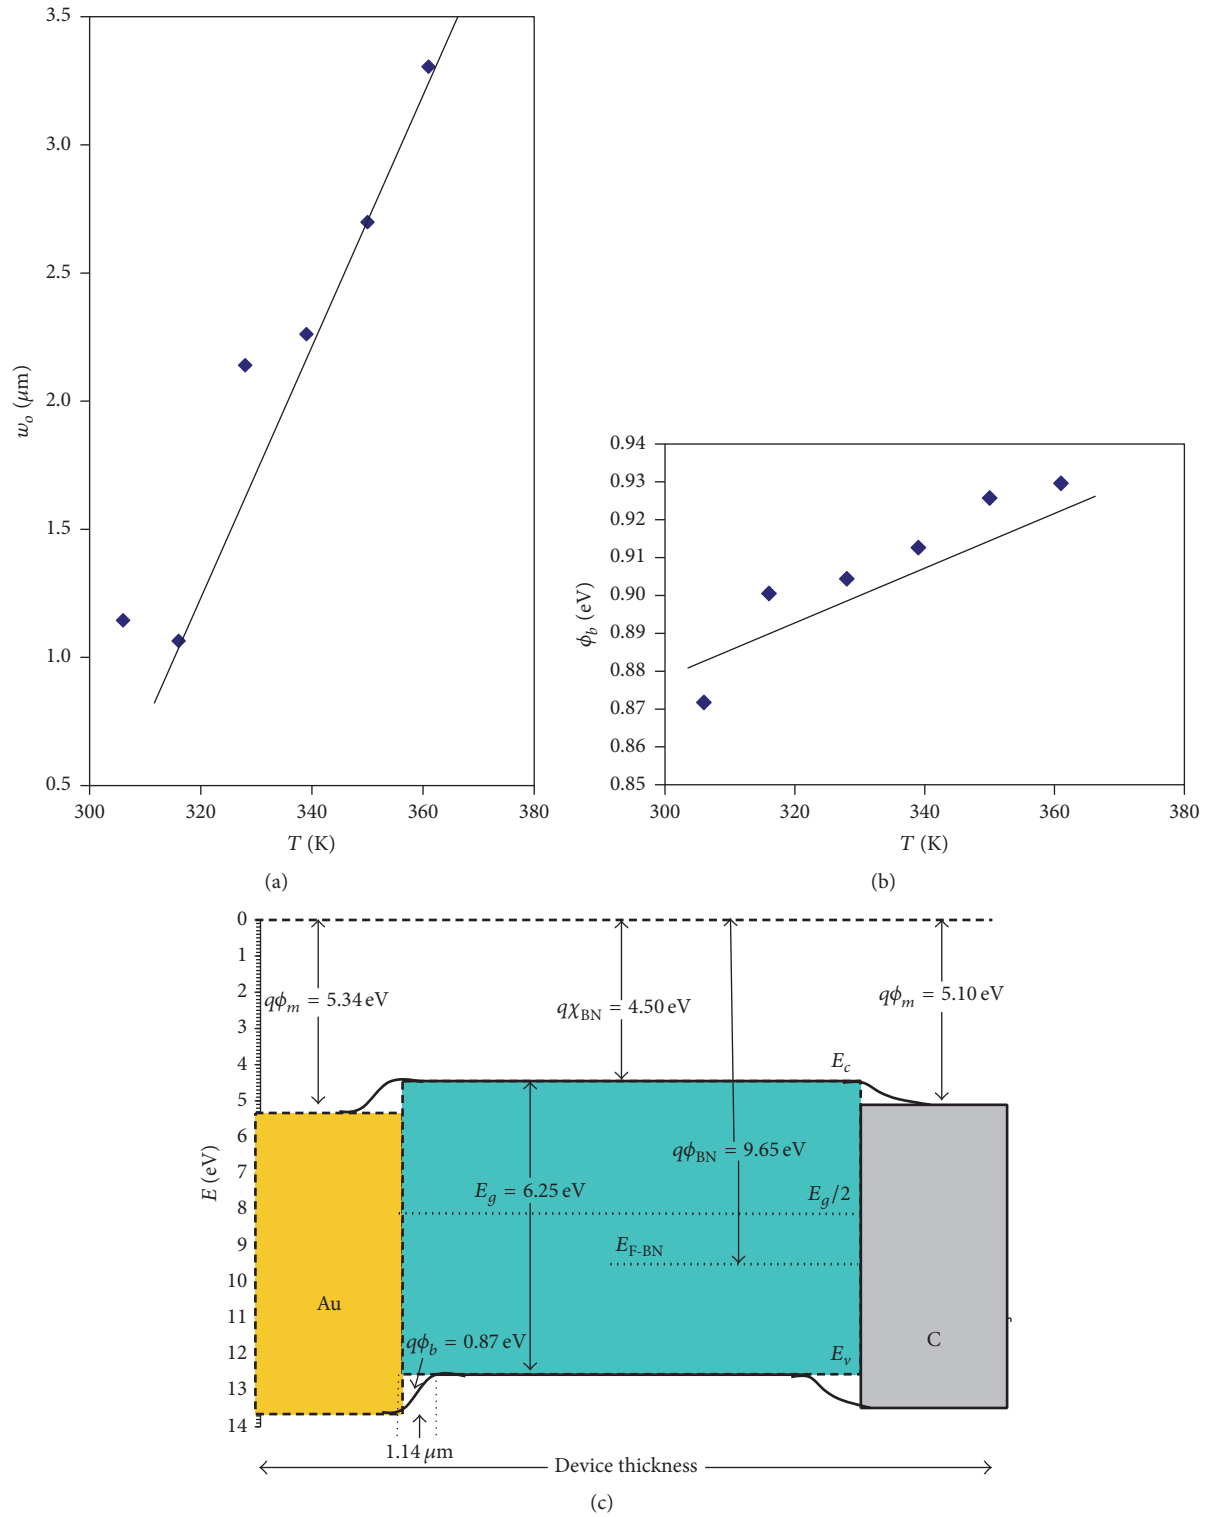 3.5
3.0
2.5
2.0
1.5
1.0
0.5
w_o (μm)
300 320 340 360 380
T (K)
(a)
0.94
0.93
0.92
0.91
0.90
0.89
0.88
0.87
0.86
0.85
ϕ_b (eV)
300 320 340 360 380
T (K)
(b)
0
1
2
3
4
5
6
7
8
9
10
11
12
13
14
E (eV)
qϕ_m = 5.34 eV
qχ_BN = 4.50 eV
qϕ_m = 5.10 eV
E_c
qϕ_BN = 9.65 eV
E_g = 6.25 eV
E_g/2
E_F-BN
Au
qϕ_b = 0.87 eV
E_v
C
1.14 μm
Device thickness
(c)